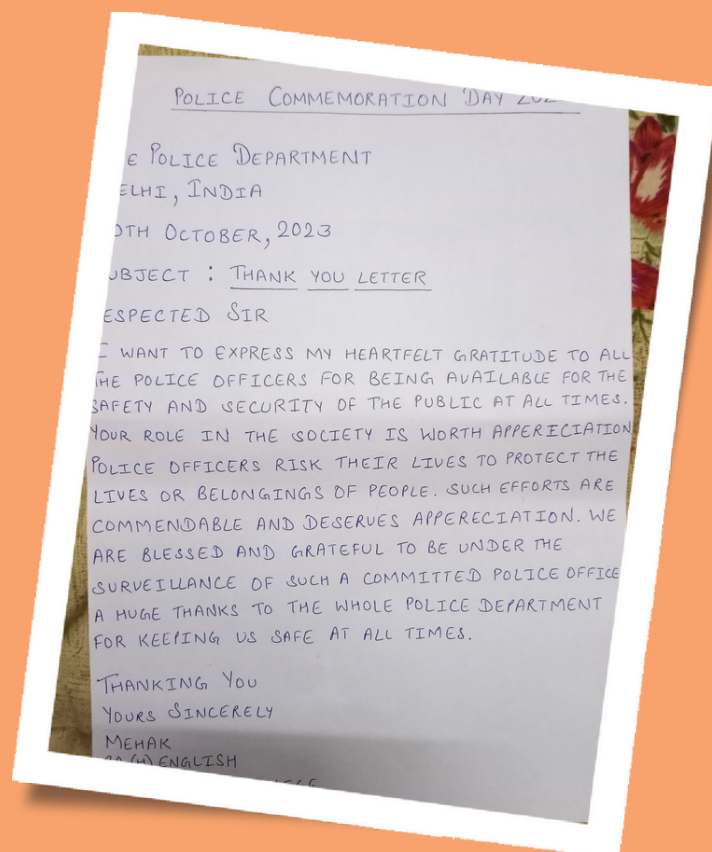 POLICE COMMEMORATION DAY
POLICE DEPARTMENT
DELHI, INDIA
OCTOBER, 2023
SUBJECT : THANK YOU LETTER
RESPECTED SIR
I WANT TO EXPRESS MY HEARTFELT GRATITUDE TO ALL
THE POLICE OFFICERS FOR BEING AVAILABLE FOR THE
SAFETY AND SECURITY OF THE PUBLIC AT ALL TIMES.
YOUR ROLE IN THE SOCIETY IS WORTH APPERICIATION
POLICE OFFICERS RISK THEIR LIVES TO PROTECT THE
LIVES OR BELONGINGS OF PEOPLE. SUCH EFFORTS ARE
COMMENDABLE AND DESERVES APPERECIATION. WE
ARE BLESSED AND GRATEFUL TO BE UNDER THE
SURVEILLANCE OF SUCH A COMMITTED POLICE OFFICE
A HUGE THANKS TO THE WHOLE POLICE DEPARTMENT
FOR KEEPING US SAFE AT ALL TIMES.
THANKING YOU
YOURS SINCERELY
MEHAK
(H) ENGLISH